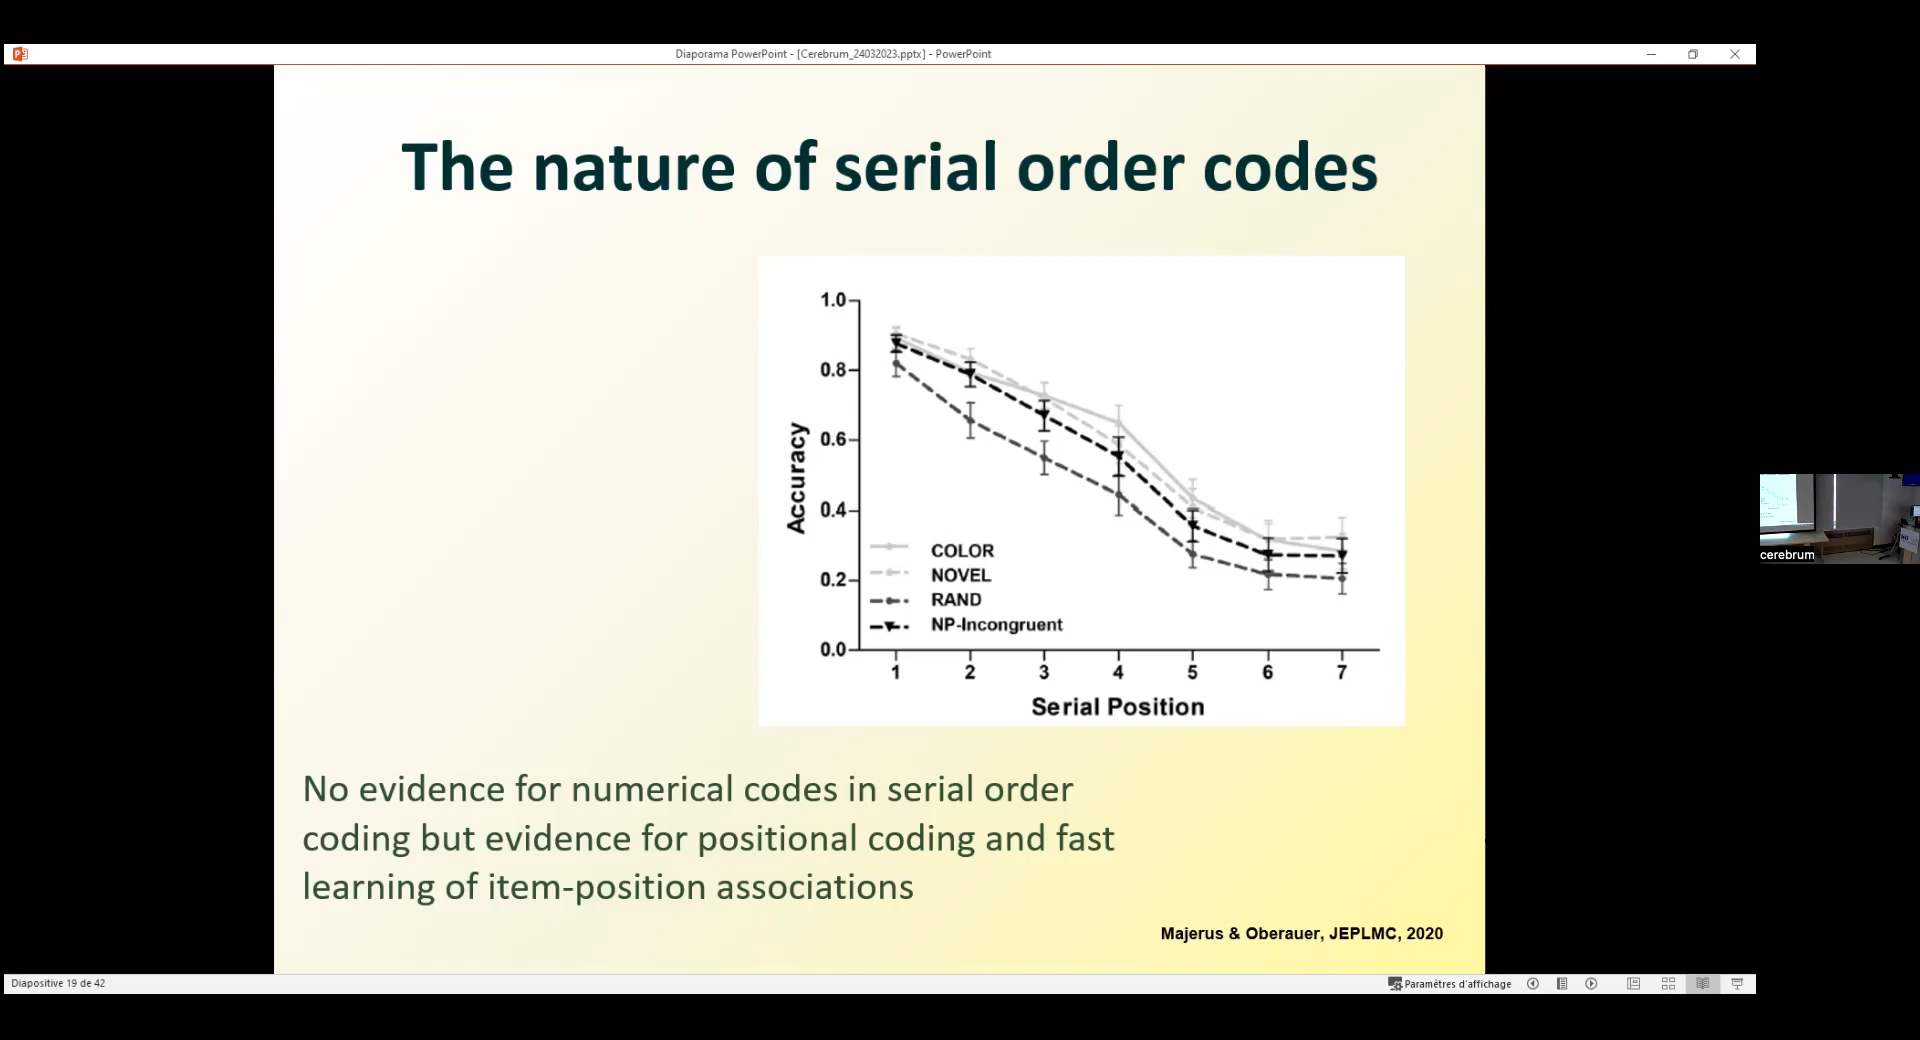 Diaporama PowerPoint - [Cerebrum_24032023.pptx] - PowerPoint
The nature of serial order codes
1.0
0.8
0.6
0.4
0.2
0.0
Accuracy
COLOR
NOVEL
RAND
NP-Incongruent
1 2 3 4 5 6 7
Serial Position
No evidence for numerical codes in serial order
coding but evidence for positional coding and fast
learning of item-position associations
Majerus & Oberauer, JEPLMC, 2020
cerebrum
Diapositive 19 de 42
Paramètres d'affichage